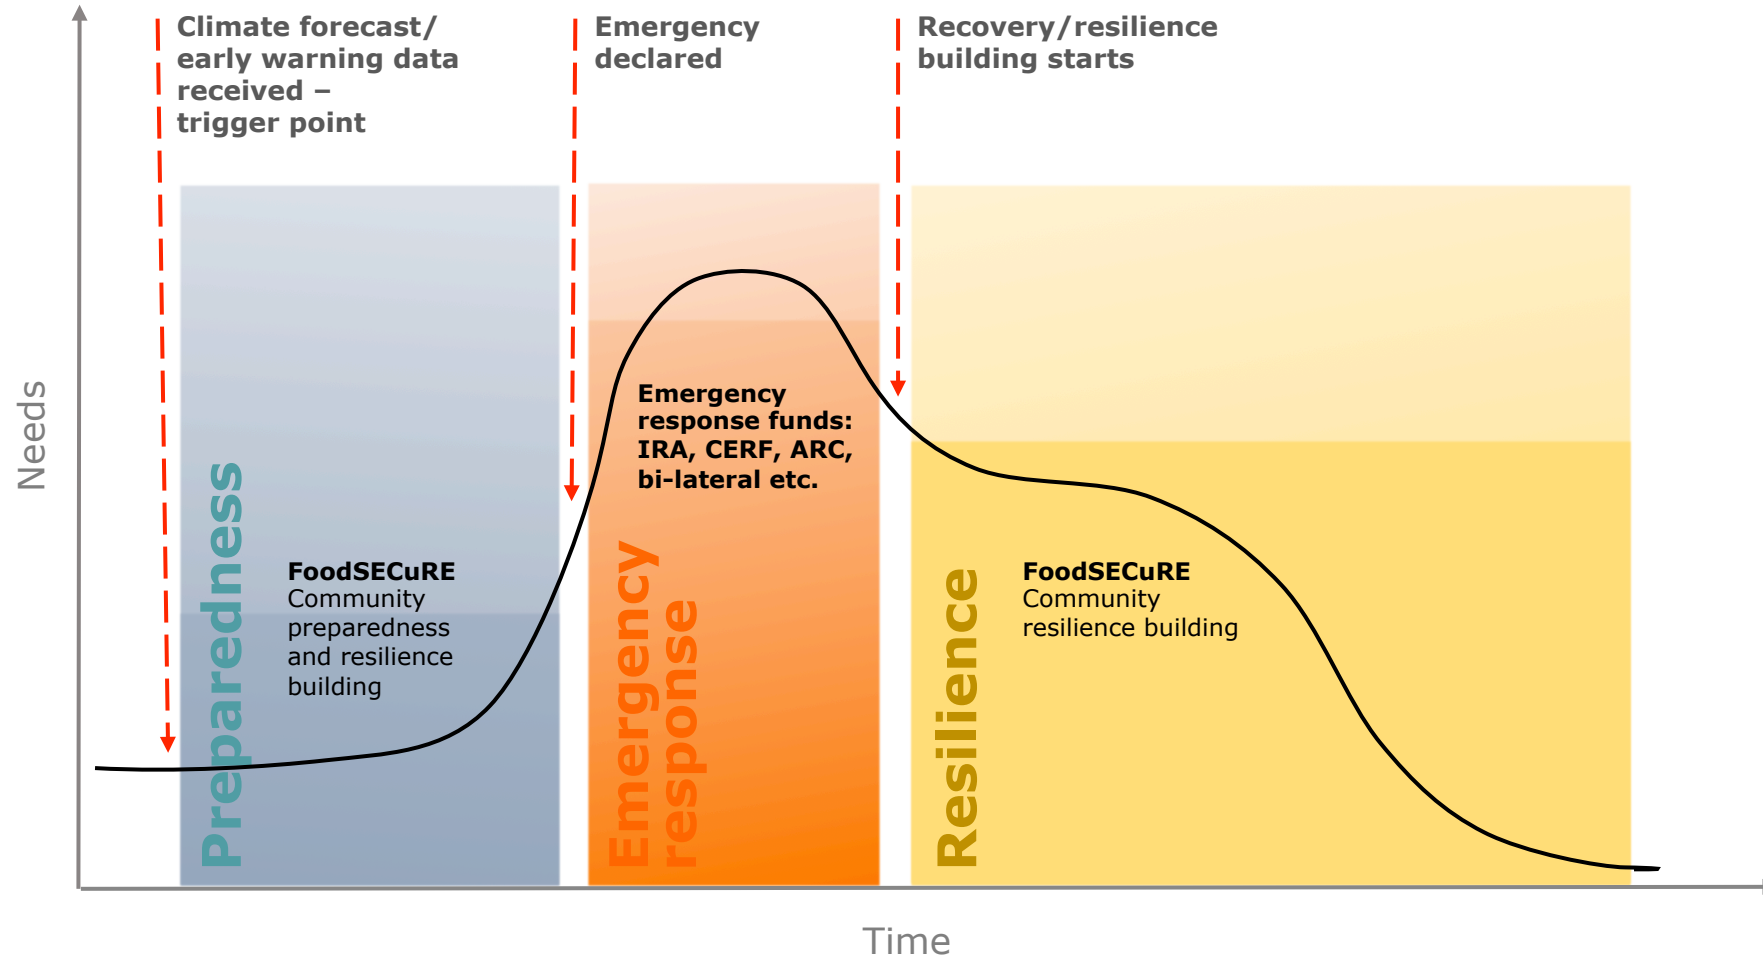 Climate forecast/
early warning data
received –
trigger point
Emergency
declared
Recovery/resilience
building starts
Needs
Preparedness
FoodSECuRE
Community
preparedness
and resilience
building
Emergency
response
Emergency
response funds:
IRA, CERF, ARC,
bi-lateral etc.
Resilience
FoodSECuRE
Community
resilience building
Time